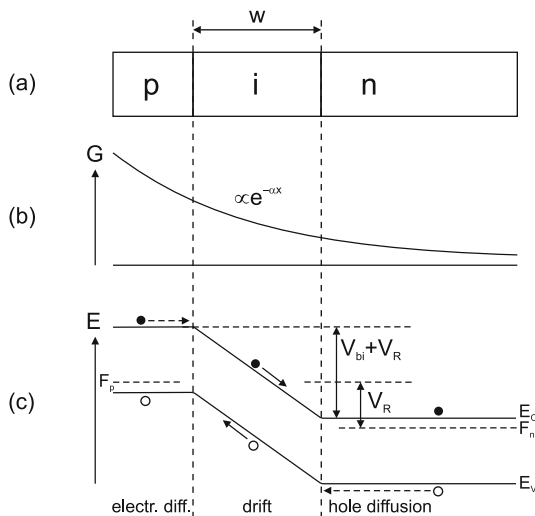 w
(a)
p i n
G
(b)
∝e^−αx
E
V_bi+V_R
F_p
V_R
(c)
E_C
F_n
E_V
electr. diff. drift hole diffusion